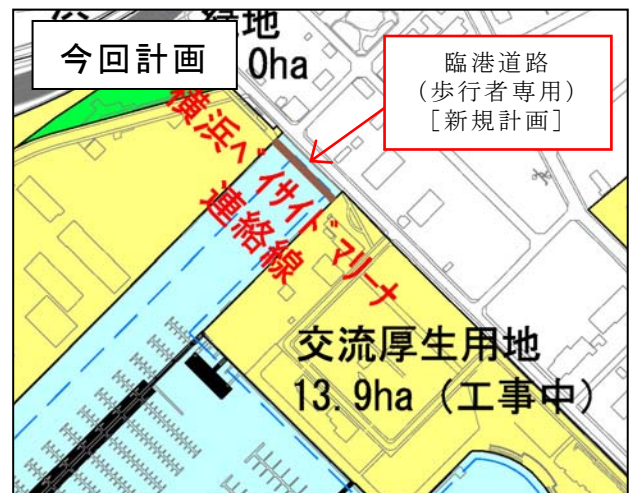 緑地
0ha
今回計画
臨港道路
(歩行者専用)
[新規計画]
横浜ﾍﾞｲｻｲﾄﾞﾏﾘｰﾅ
連絡線
交流厚生用地
13.9ha (工事中)